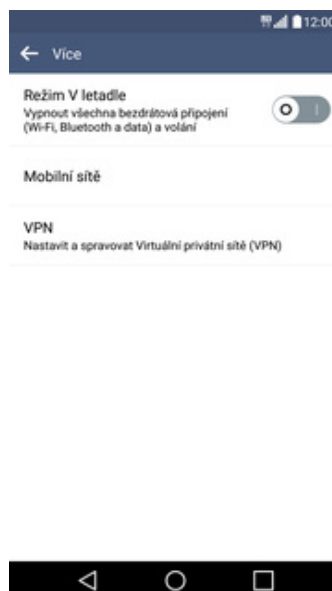 12:00
Více
Režim V letadle
Vypnout všechna bezdrátová připojení
(Wi-Fi, Bluetooth a data) a volání
Mobilní sítě
VPN
Nastavit a spravovat Virtuální privátní sítě (VPN)